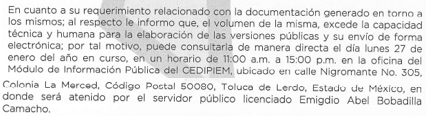 En cuanto a su requerimiento relacionado con la documentación generado en torno a
los mismos; al respecto le informo que, el volumen de la misma, excede la capacidad
técnica y humana para la elaboración de las versiones públicas y su envío de forma
electrónica; por tal motivo, puede consultarla de manera directa el día lunes 27 de
enero del año en curso, en un horario de 11:00 a.m. a 15:00 p.m. en la oficina del
Módulo de Información Pública del CEDIPIEM, ubicado en calle Nigromante No. 305,
Colonia La Merced, Código Postal 50080, Toluca de Lerdo, Estado de México, en
donde será atenido por el servidor público licenciado Emigdio Abel Bobadilla
Camacho.